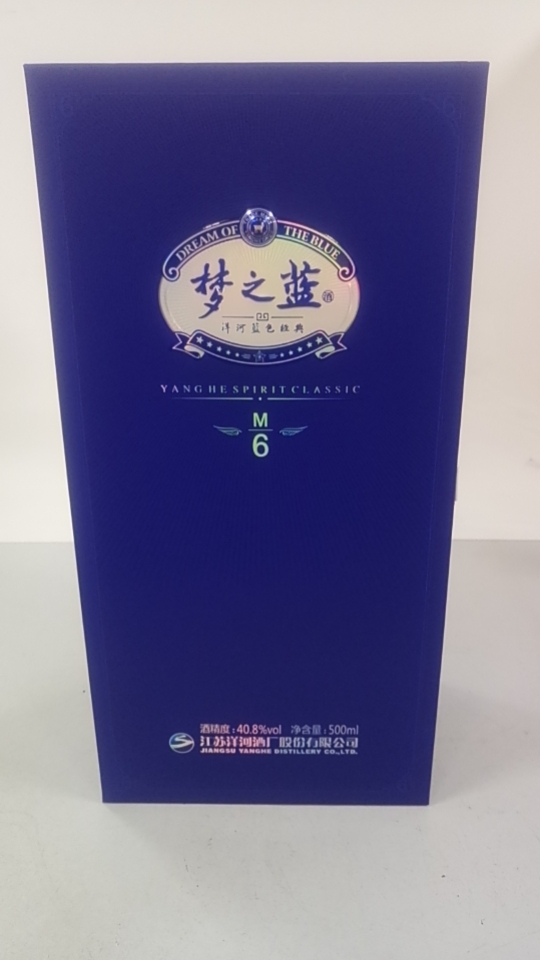 DREAM OF THE BLUE
梦之蓝 酒
洋河蓝色经典
YANGHE SPIRIT CLASSIC
M
6
酒精度:40.8%vol 净含量:500ml
江苏洋河酒厂股份有限公司
JIANGSU YANGHE DISTILLERY CO.,LTD.